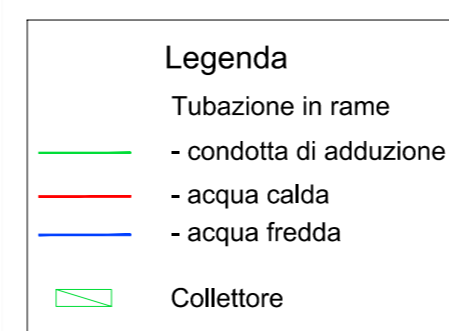 Legenda
Tubazione in rame
- condotta di adduzione
- acqua calda
- acqua fredda
Collettore